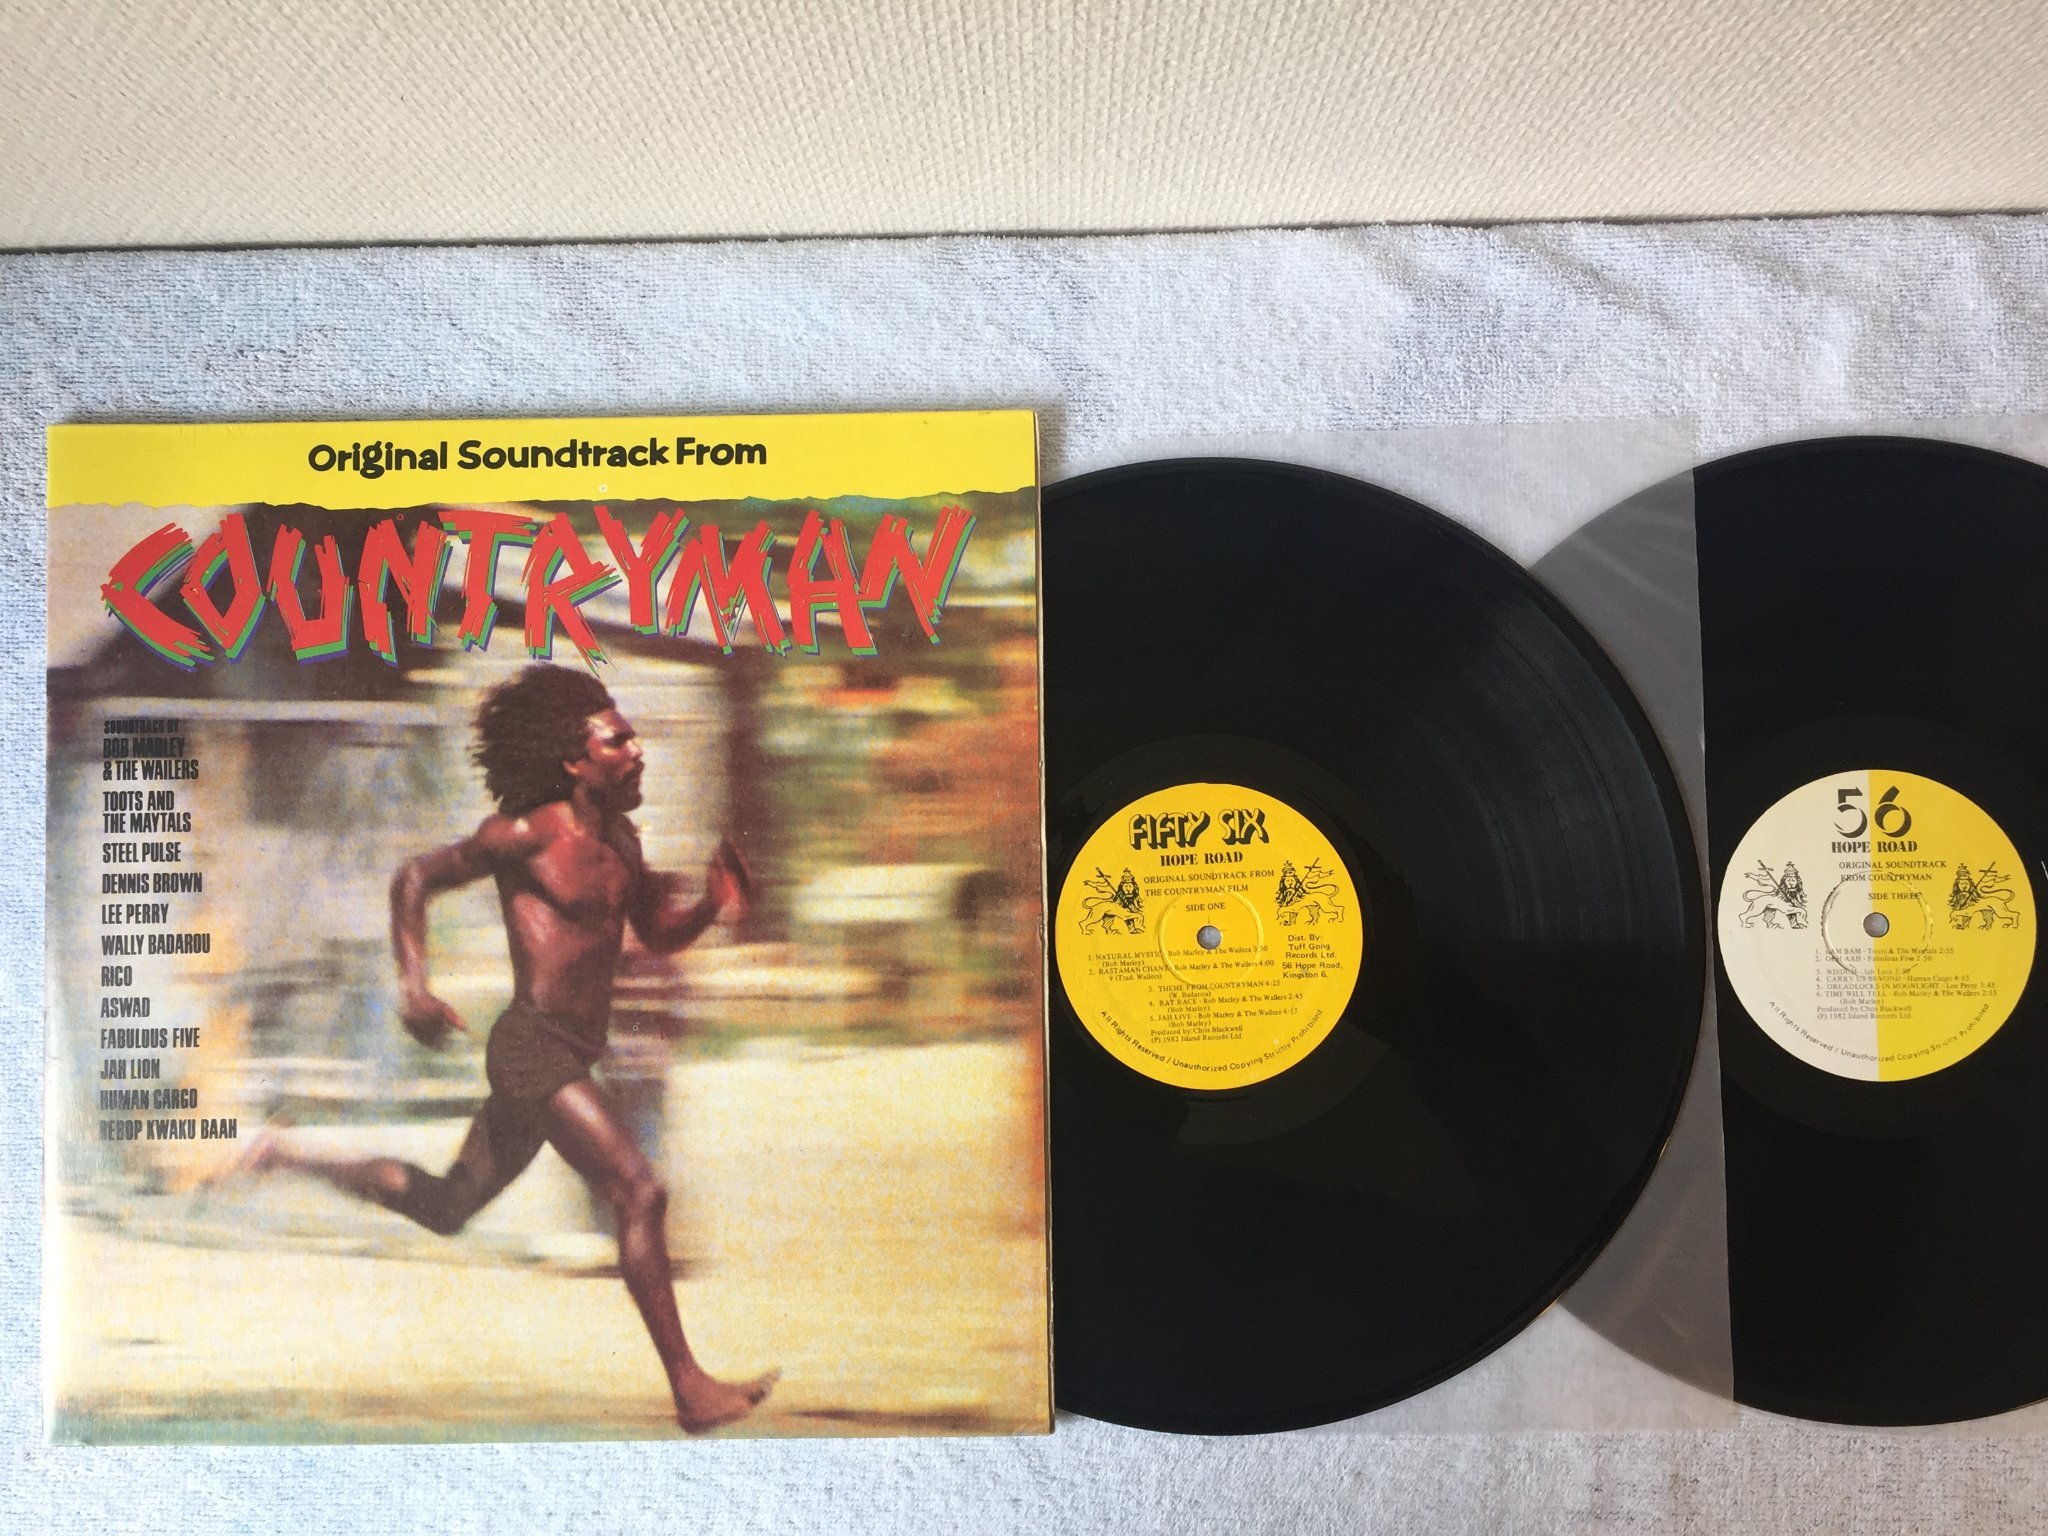 Original Soundtrack From
COUNTRYMAN
SOUNDTRACK BY
BOB MARLEY
& THE WAILERS
TOOTS AND
THE MAYTALS
STEEL PULSE
DENNIS BROWN
LEE PERRY
WALLY BADAROU
RICO
ASWAD
FABULOUS FIVE
JAH LION
HUMAN CARGO
REBOP KWAKU BAAH
FIFTY SIX
HOPE ROAD
ORIGINAL SOUNDTRACK FROM
THE COUNTRYMAN FILM
SIDE ONE
Dist. By:
Tuff Gong
Records Ltd.
56 Hope Road,
Kingston 6.
1. NATURAL MYSTIC - Bob Marley & The Wailers 3:30
(Bob Marley)
2. RASTAMAN CHANT - Bob Marley & The Wailers 4:00
9 (Trad. Wailers)
3. THEME FROM COUNTRYMAN 4:25
(W. Badarou)
4. RAT RACE - Bob Marley & The Wailers 2:45
5. JAH LIVE - Bob Marley & The Wailers 4:15
(Bob Marley)
Produced by: Chris Blackwell
(P) 1982 Island Records Ltd.
All Rights Reserved / Unauthorized Copying Strictly Prohibited
56
HOPE ROAD
ORIGINAL SOUNDTRACK
FROM COUNTRYMAN
SIDE THREE
1. BAM BAM - Toots & The Maytals 2:55
2. OOH AAH - Fabulous Five 2:50
3. WISDOM - Jah Lion 3:30
4. CARRY US BEYOND - Human Cargo 4:15
5. DREADLOCKS IN MOONLIGHT - Lee Perry 3:45
6. TIME WILL TELL - Bob Marley & The Wailers 2:15
(Bob Marley)
Produced by: Chris Blackwell
(P) 1982 Island Records Ltd.
All Rights Reserved / Unauthorized Copying Strictly Prohibited